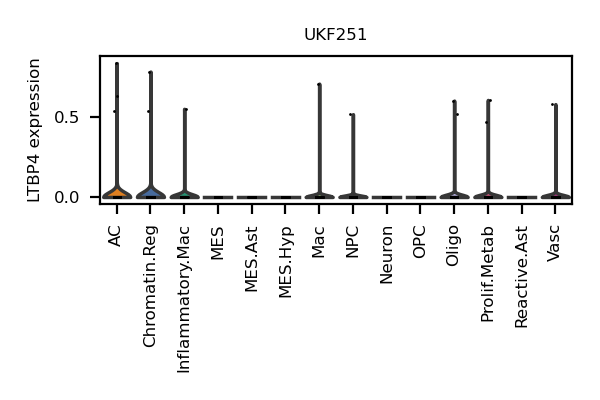 UKF251
LTBP4 expression
0.5
0.0
AC
Chromatin.Reg
Inflammatory.Mac
MES
MES.Ast
MES.Hyp
Mac
NPC
Neuron
OPC
Oligo
Prolif.Metab
Reactive.Ast
Vasc